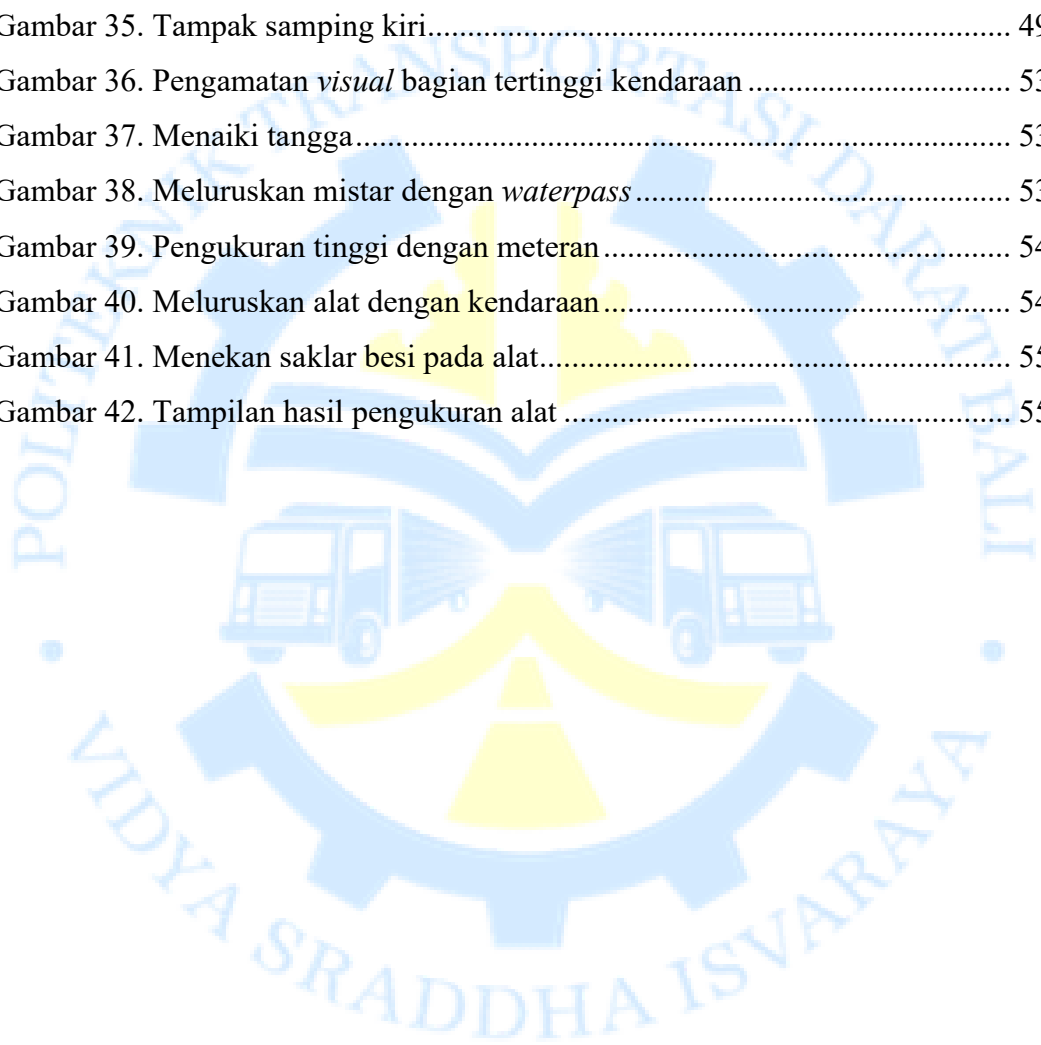 Gambar 35. Tampak samping kiri........................................................................ 49
Gambar 36. Pengamatan visual bagian tertinggi kendaraan ................................ 53
Gambar 37. Menaiki tangga................................................................................. 53
Gambar 38. Meluruskan mistar dengan waterpass .............................................. 53
Gambar 39. Pengukuran tinggi dengan meteran .................................................. 54
Gambar 40. Meluruskan alat dengan kendaraan .................................................. 54
Gambar 41. Menekan saklar besi pada alat.......................................................... 55
Gambar 42. Tampilan hasil pengukuran alat ....................................................... 55
POLITEKNIK TRANSPORTASI DARAT BALI
VIDYA SRADDHA ISVARAYA